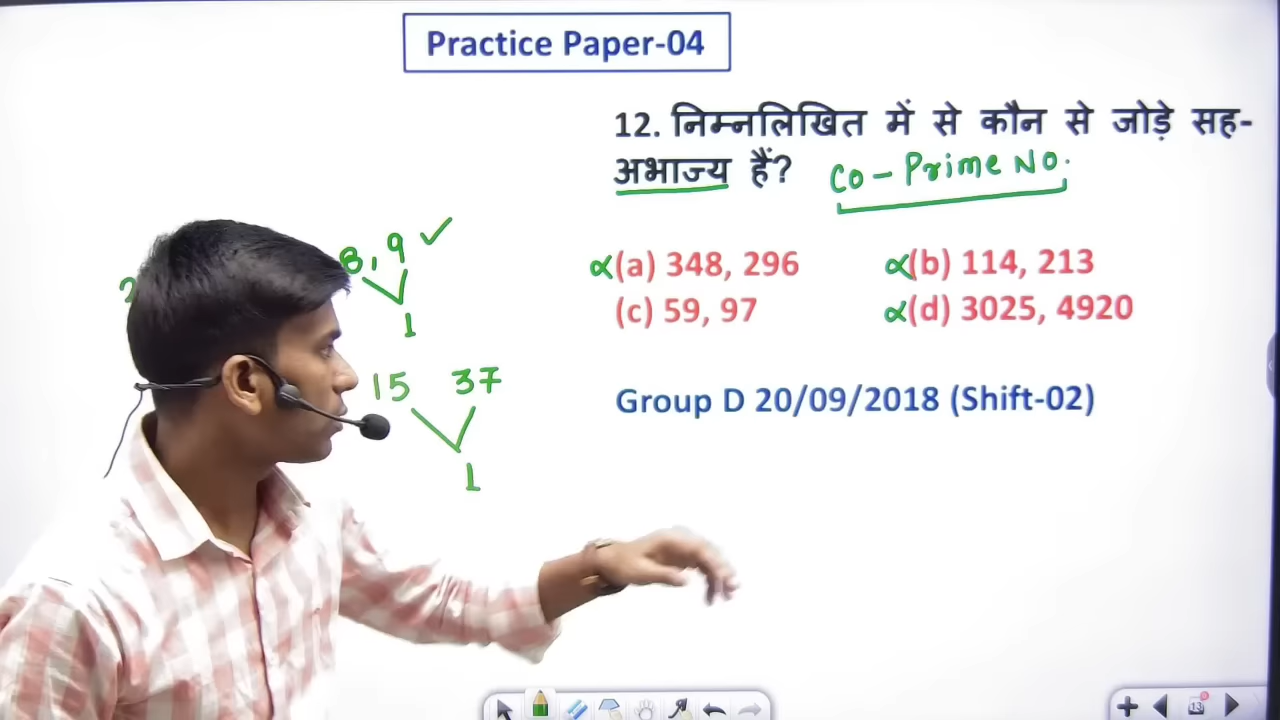 Practice Paper-04
12. निम्नलिखित में से कौन से जोड़े सह-
अभाज्य हैं? Co-Prime No.
8, 9 ✓
1
α(a) 348, 296 α(b) 114, 213
(c) 59, 97 α(d) 3025, 4920
15 37
1
Group D 20/09/2018 (Shift-02)
13